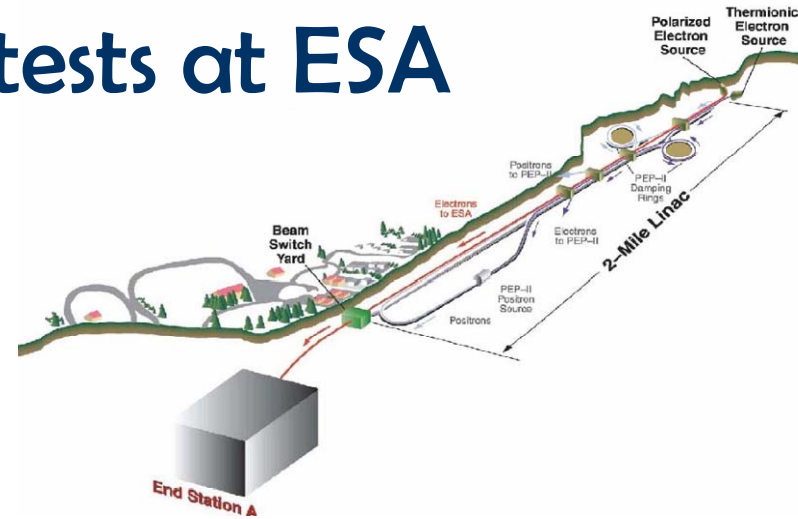 tests at ESA
Polarized
Electron
Source
Thermionic
Electron
Source
Positrons
to PEP-II
PEP-II
Damping
Rings
Electrons
to ESA
Electrons
to PEP-II
2-Mile Linac
Beam
Switch
Yard
PEP-II
Positron
Source
Positrons
End Station A